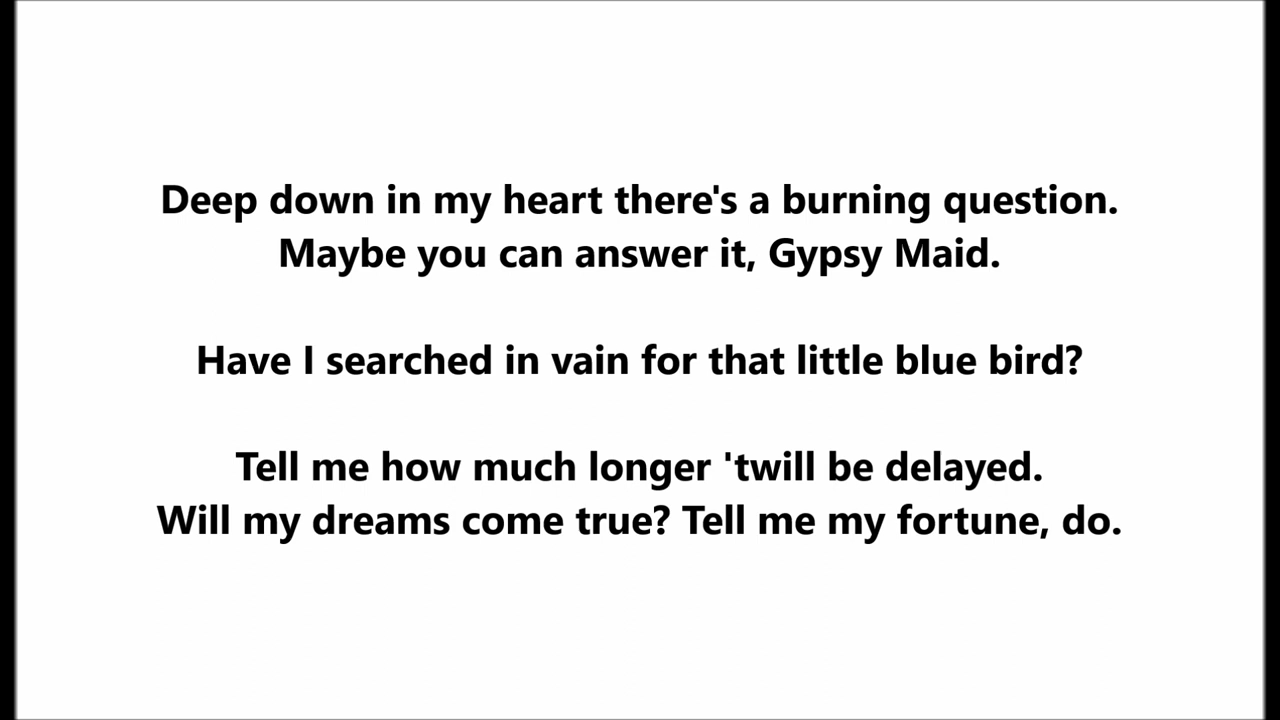 Deep down in my heart there's a burning question.
Maybe you can answer it, Gypsy Maid.
Have I searched in vain for that little blue bird?
Tell me how much longer 'twill be delayed.
Will my dreams come true? Tell me my fortune, do.